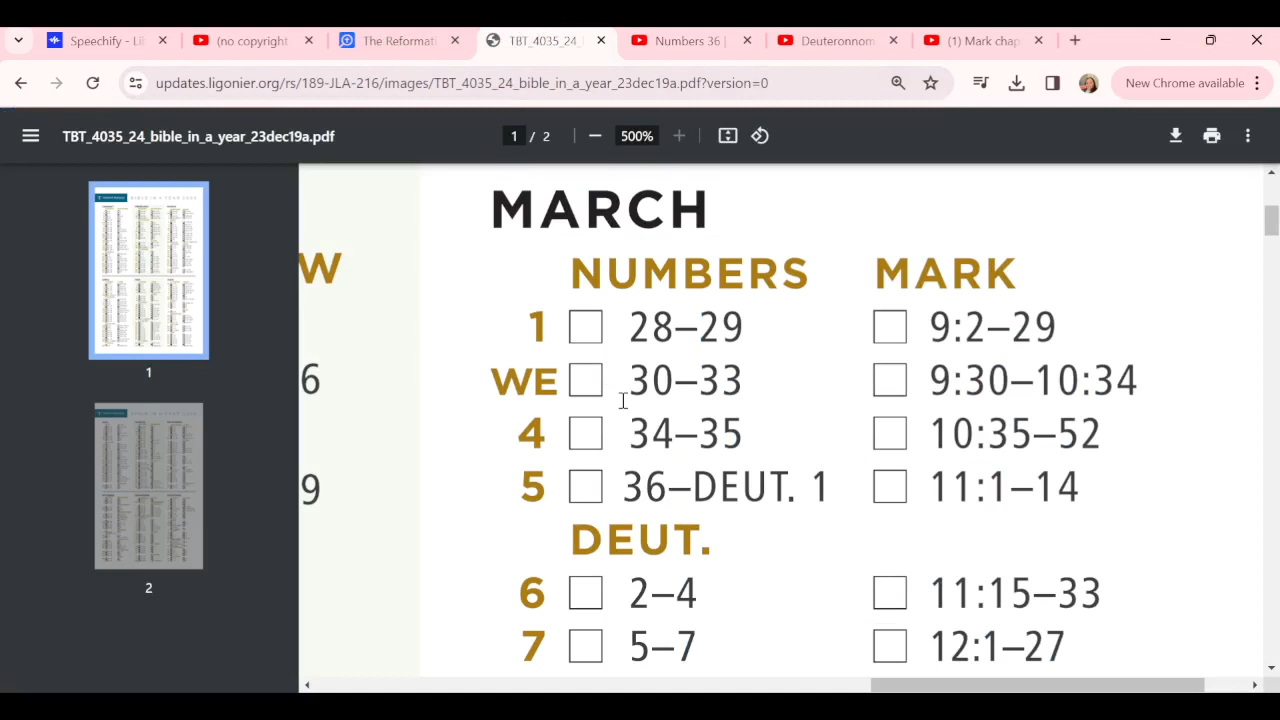 Speechify - Li
(no copyright
The Reformati
TBT_4035_24_
Numbers 36 |
Deuteronom
(1) Mark chap
updates.ligonier.org/rs/189-JLA-216/images/TBT_4035_24_bible_in_a_year_23dec19a.pdf?version=0
New Chrome available
TBT_4035_24_bible_in_a_year_23dec19a.pdf
1 / 2
500%
MARCH
W
NUMBERS MARK
1 28–29 9:2–29
6 WE 30–33 9:30–10:34
4 34–35 10:35–52
9 5 36–DEUT. 1 11:1–14
DEUT.
6 2–4 11:15–33
7 5–7 12:1–27
1
2